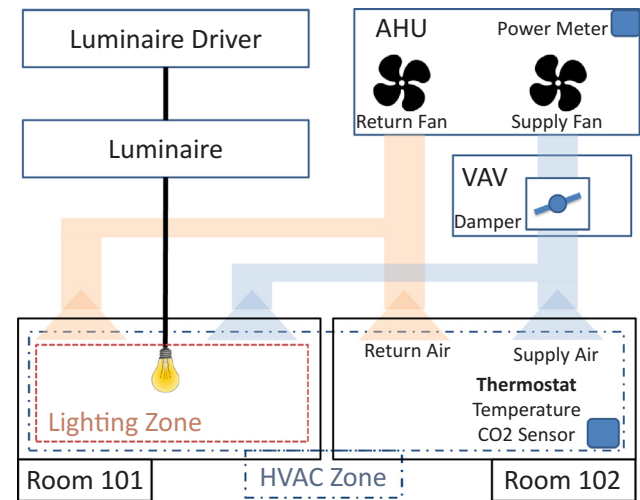 Luminaire Driver
Luminaire
AHU
Power Meter
Return Fan
Supply Fan
VAV
Damper
Return Air
Supply Air
Thermostat
Temperature
CO2 Sensor
Lighting Zone
Room 101
HVAC Zone
Room 102